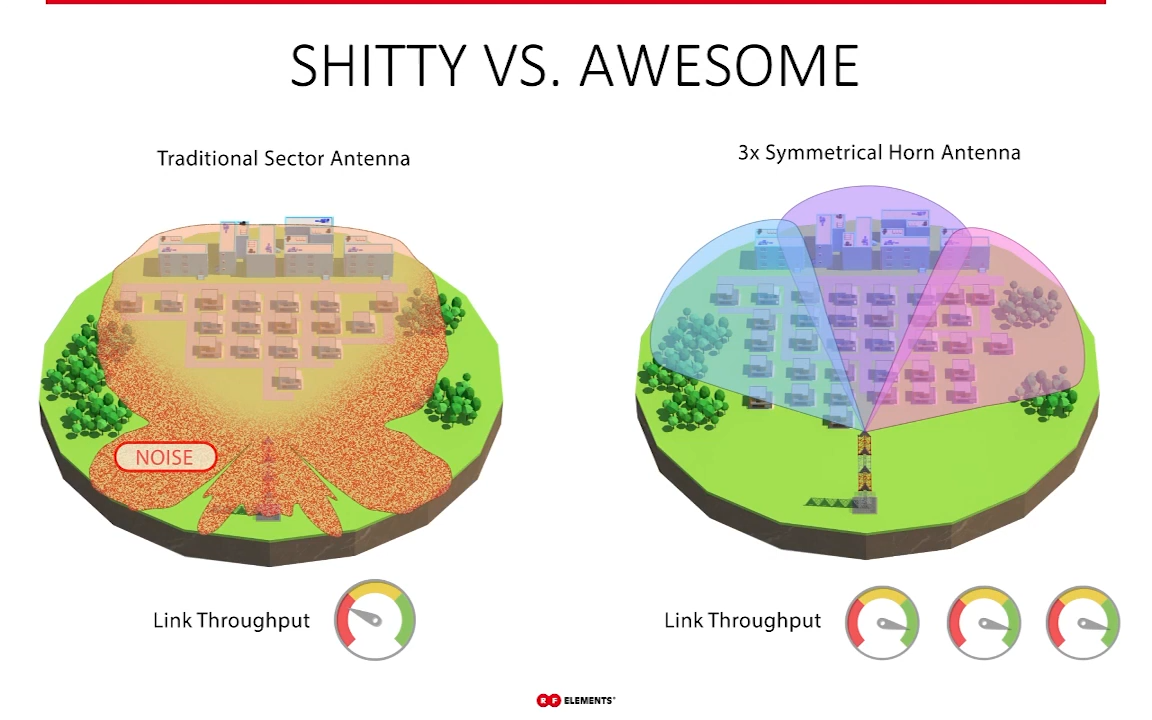 SHITTY VS. AWESOME
Traditional Sector Antenna
3x Symmetrical Horn Antenna
NOISE
Link Throughput
Link Throughput
RF ELEMENTS®